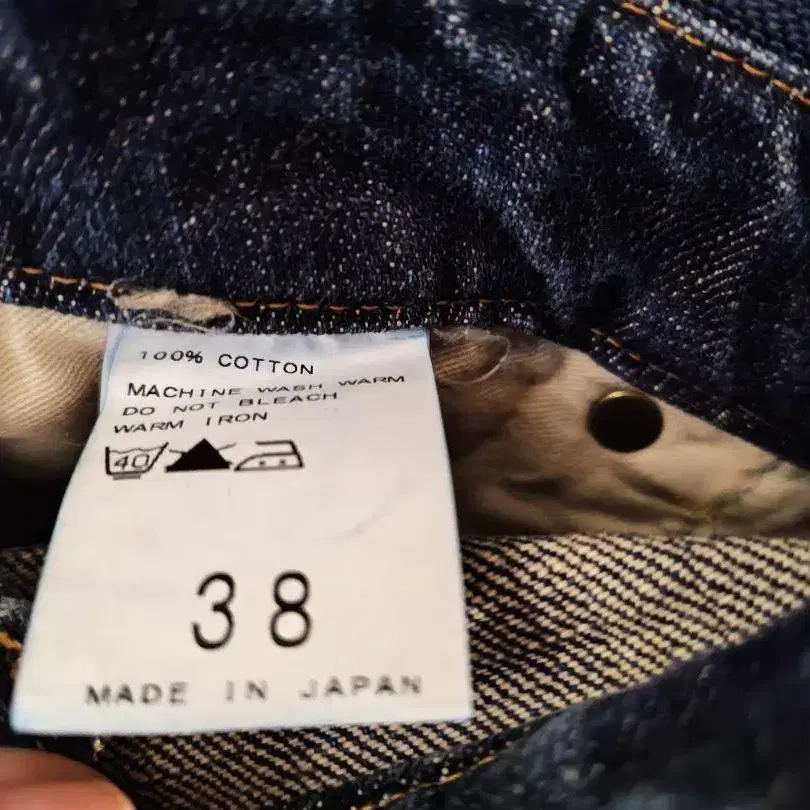 100% COTTON
MACHINE WASH WARM
DO NOT BLEACH
WARM IRON
40
38
MADE IN JAPAN